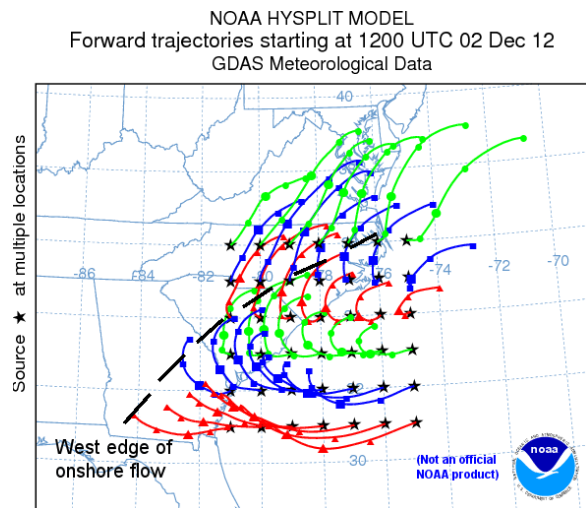 NOAA HYSPLIT MODEL
Forward trajectories starting at 1200 UTC 02 Dec 12
GDAS Meteorological Data
Source ★ at multiple locations
40
-86 -84 -82 -80 -78 -76 -74 -72 -70
30
West edge of
onshore flow
(Not an official
NOAA product)
noaa